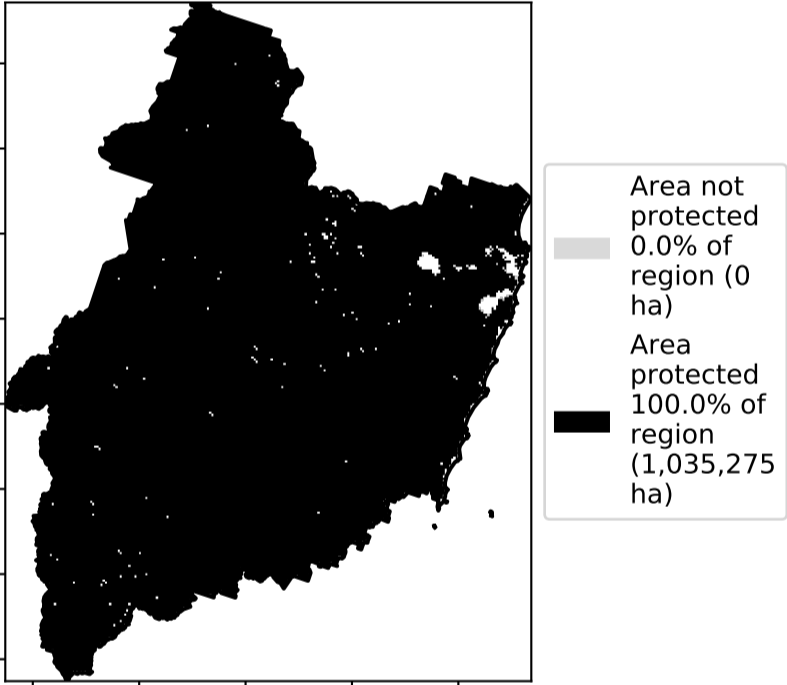 Area not
protected
0.0% of
region (0
ha)
Area
protected
100.0% of
region
(1,035,275
ha)